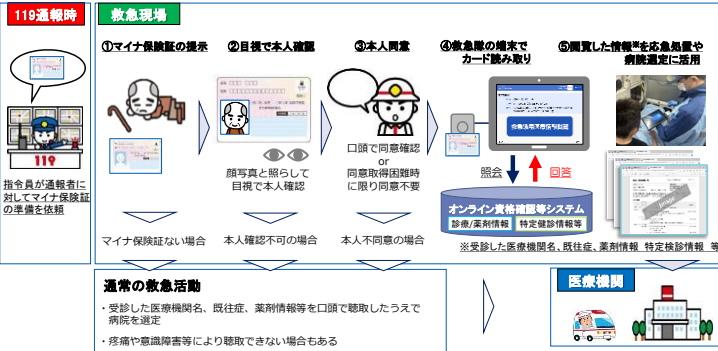 119通報時
救急現場
①マイナ保険証の提示
②目視で本人確認
③本人同意
④救急隊の端末で
カード読み取り
⑤閲覧した情報※を応急処置や
病院選定に活用
119
指令員が通報者に
対してマイナ保険証
の準備を依頼
顔写真と照らして
目視で本人確認
口頭で同意確認
or
同意取得困難時
に限り同意不要
照会
回答
オンライン資格確認等システム
診療/薬剤情報
特定健診情報等
Image
※受診した医療機関名、既往症、薬剤情報 特定検診情報 等
マイナ保険証ない場合
本人確認不可の場合
本人不同意の場合
通常の救急活動
・受診した医療機関名、既往症、薬剤情報等を口頭で聴取したうえで
病院を選定
・疼痛や意識障害等により聴取できない場合もある
医療機関